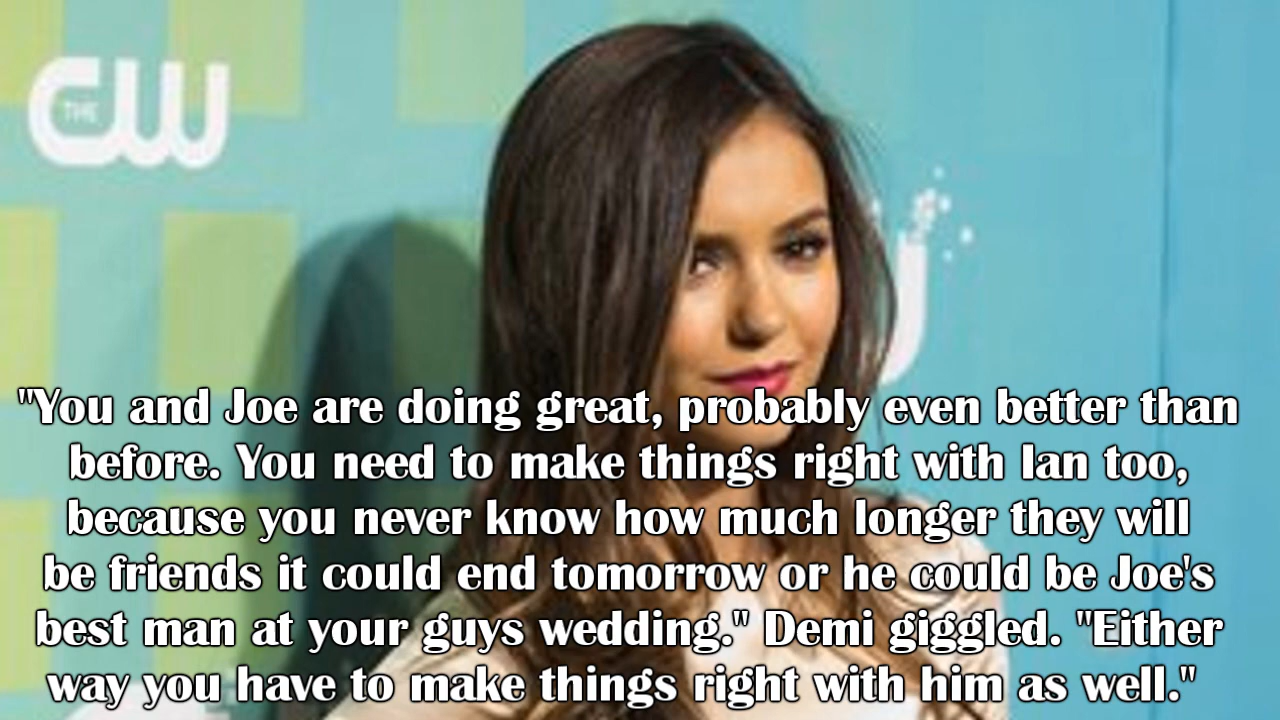 THE
CW
"You and Joe are doing great, probably even better than
before. You need to make things right with Ian too,
because you never know how much longer they will
be friends it could end tomorrow or he could be Joe's
best man at your guys wedding." Demi giggled. "Either
way you have to make things right with him as well."